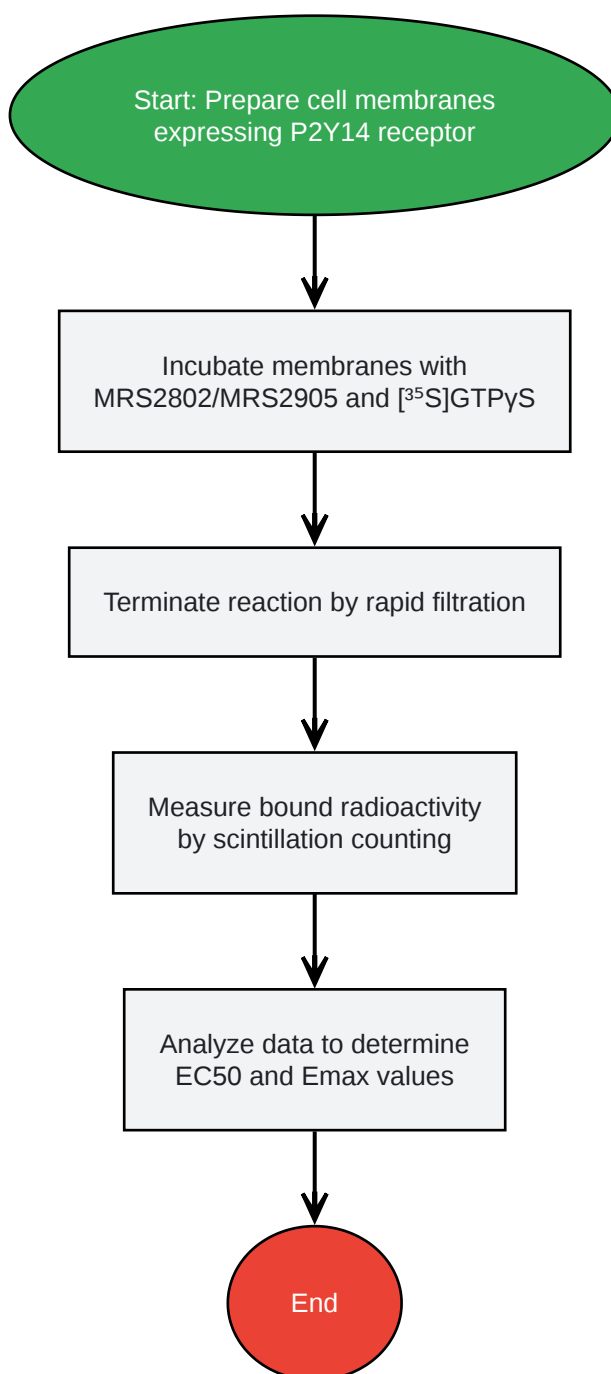 Start: Prepare cell membranes
expressing P2Y14 receptor
Incubate membranes with
MRS2802/MRS2905 and [³⁵S]GTPγS
Terminate reaction by rapid filtration
Measure bound radioactivity
by scintillation counting
Analyze data to determine
EC50 and Emax values
End